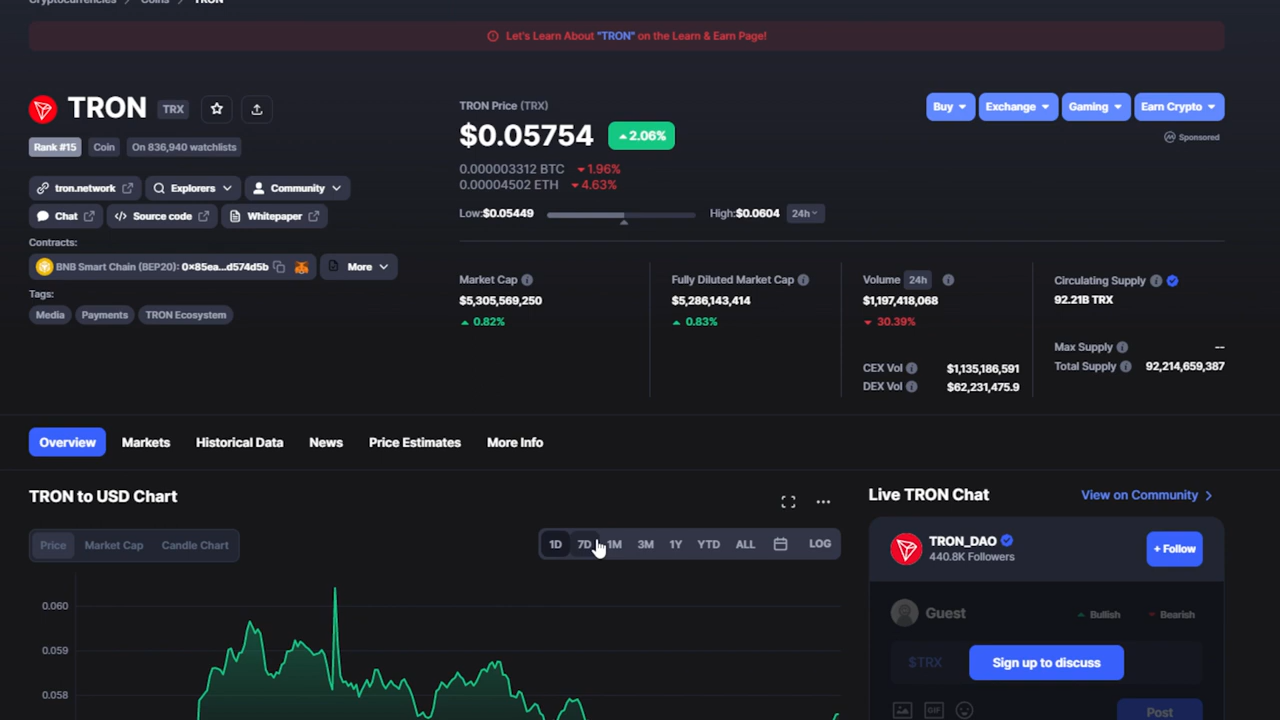 Cryptocurrencies > Coins > TRON
Let's Learn About "TRON" on the Learn & Earn Page!
TRON TRX
Rank #15 Coin On 836,940 watchlists
tron.network Explorers Community
Chat Source code Whitepaper
Contracts:
BNB Smart Chain (BEP20): 0x85ea...d574d5b More
Tags:
Media Payments TRON Ecosystem
TRON Price (TRX)
$0.05754 2.06%
0.000003312 BTC 1.96%
0.00004502 ETH 4.63%
Low:$0.05449 High:$0.0604 24h
Buy Exchange Gaming Earn Crypto
Sponsored
Market Cap
$5,305,569,250
0.82%
Fully Diluted Market Cap
$5,286,143,414
0.83%
Volume 24h
$1,197,418,068
30.39%
CEX Vol $1,135,186,591
DEX Vol $62,231,475.9
Circulating Supply
92.21B TRX
Max Supply --
Total Supply 92,214,659,387
Overview Markets Historical Data News Price Estimates More Info
TRON to USD Chart
Price Market Cap Candle Chart
1D 7D 1M 3M 1Y YTD ALL LOG
0.060
0.059
0.058
Live TRON Chat View on Community >
TRON_DAO
440.8K Followers
+ Follow
Guest Bullish Bearish
$TRX
Sign up to discuss
GIF
Post